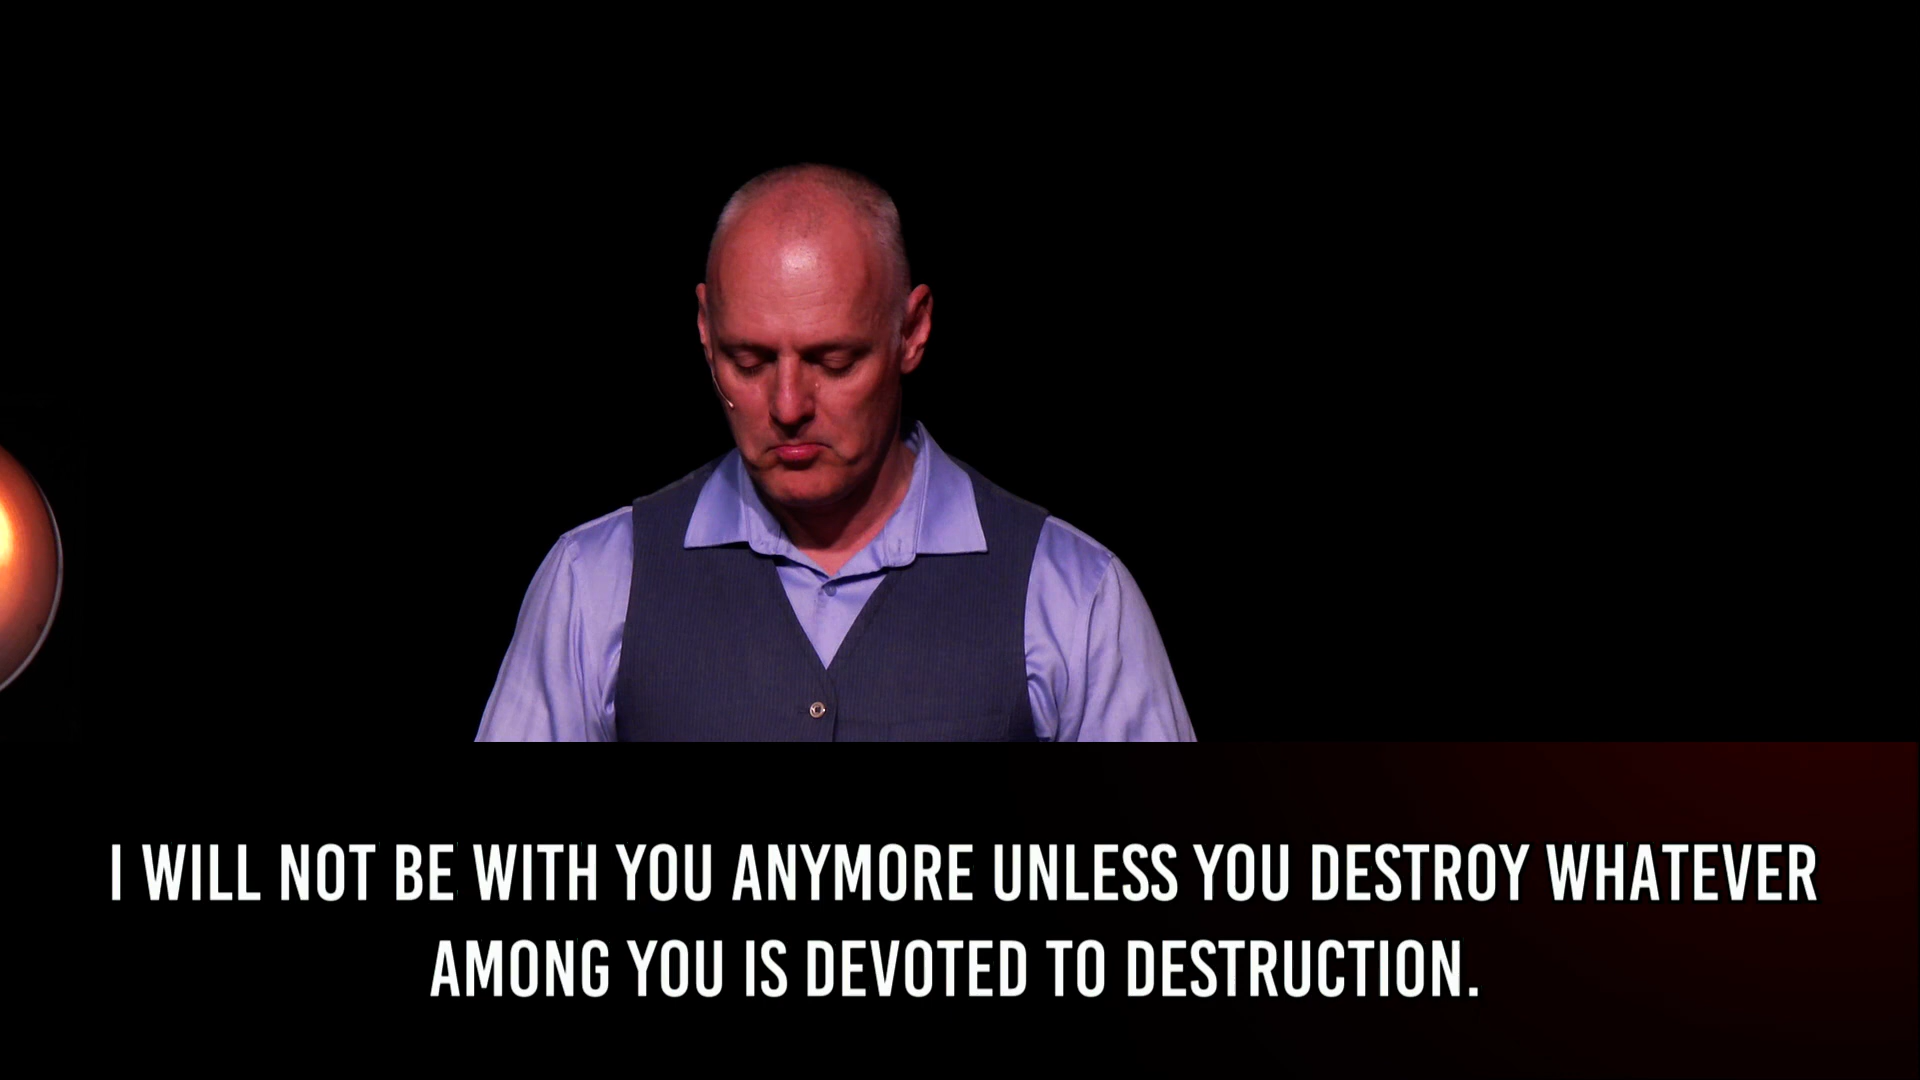 I WILL NOT BE WITH YOU ANYMORE UNLESS YOU DESTROY WHATEVER
AMONG YOU IS DEVOTED TO DESTRUCTION.